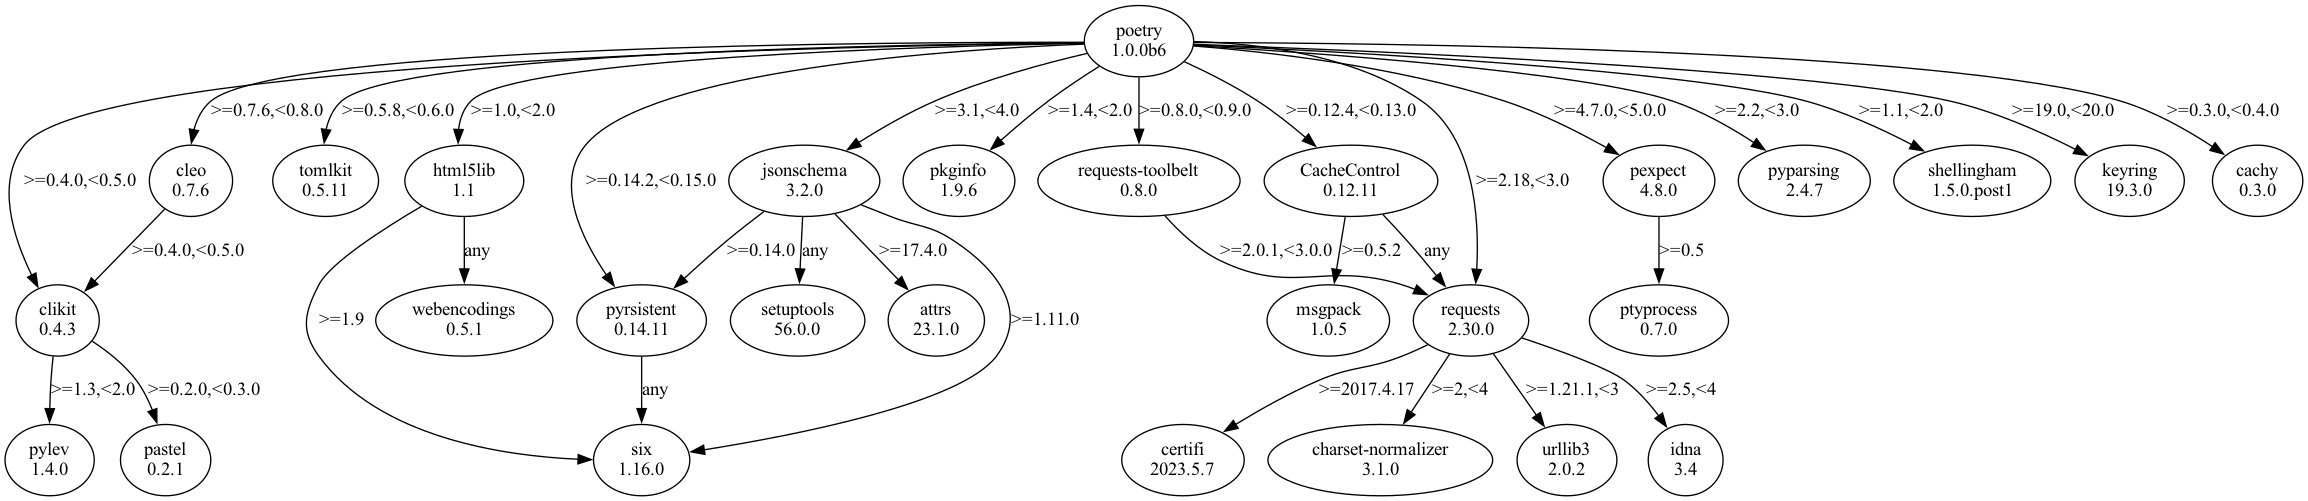 poetry
1.0.0b6
>=0.7.6,<0.8.0
>=0.5.8,<0.6.0
>=1.0,<2.0
>=3.1,<4.0
>=1.4,<2.0
>=0.8.0,<0.9.0
>=0.12.4,<0.13.0
>=4.7.0,<5.0.0
>=2.2,<3.0
>=1.1,<2.0
>=19.0,<20.0
>=0.3.0,<0.4.0
>=0.4.0,<0.5.0
cleo
0.7.6
tomlkit
0.5.11
html5lib
1.1
>=0.14.2,<0.15.0
jsonschema
3.2.0
pkginfo
1.9.6
requests-toolbelt
0.8.0
CacheControl
0.12.11
>=2.18,<3.0
pexpect
4.8.0
pyparsing
2.4.7
shellingham
1.5.0.post1
keyring
19.3.0
cachy
0.3.0
>=0.4.0,<0.5.0
any
>=0.14.0
any
>=17.4.0
>=2.0.1,<3.0.0
>=0.5.2
any
>=0.5
clikit
0.4.3
>=1.9
webencodings
0.5.1
pyrsistent
0.14.11
setuptools
56.0.0
attrs
23.1.0
>=1.11.0
msgpack
1.0.5
requests
2.30.0
ptyprocess
0.7.0
>=1.3,<2.0
>=0.2.0,<0.3.0
any
>=2017.4.17
>=2,<4
>=1.21.1,<3
>=2.5,<4
pylev
1.4.0
pastel
0.2.1
six
1.16.0
certifi
2023.5.7
charset-normalizer
3.1.0
urllib3
2.0.2
idna
3.4